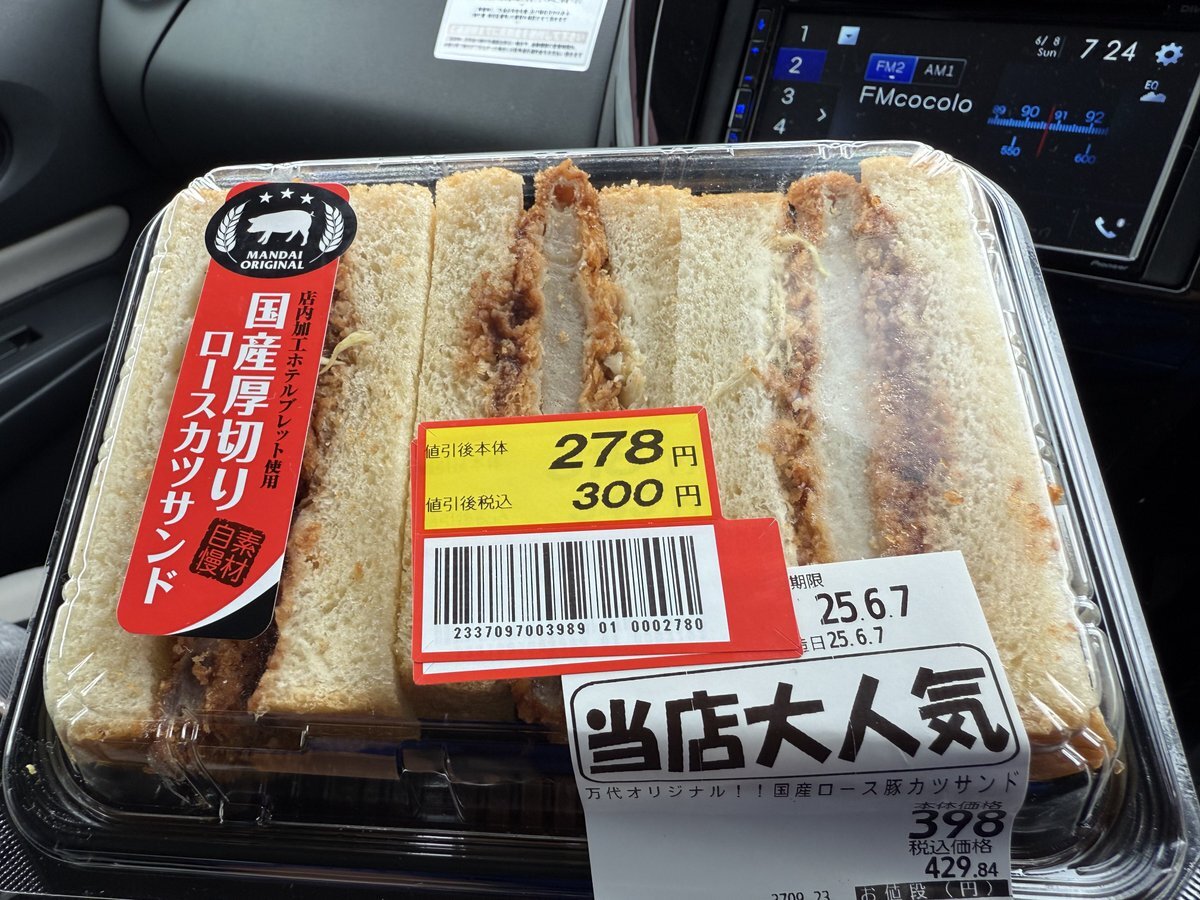 1
2
3
4
FM2
AM1
FMcocolo
6/8
Sun
7 24
EQ
89 90 91 92
550 600
Pioneer
MANDAI
ORIGINAL
店内加工ホテルブレット使用
国産厚切り
ロースカツサンド
素材
自慢
値引後本体 278円
値引後税込 300円
2337097003989 01 0002780
期限
25.6.7
造日25.6.7
当店大人気
万代オリジナル!!国産ロース豚カツサンド
本体価格
398
税込価格
429.84
お値段(円)